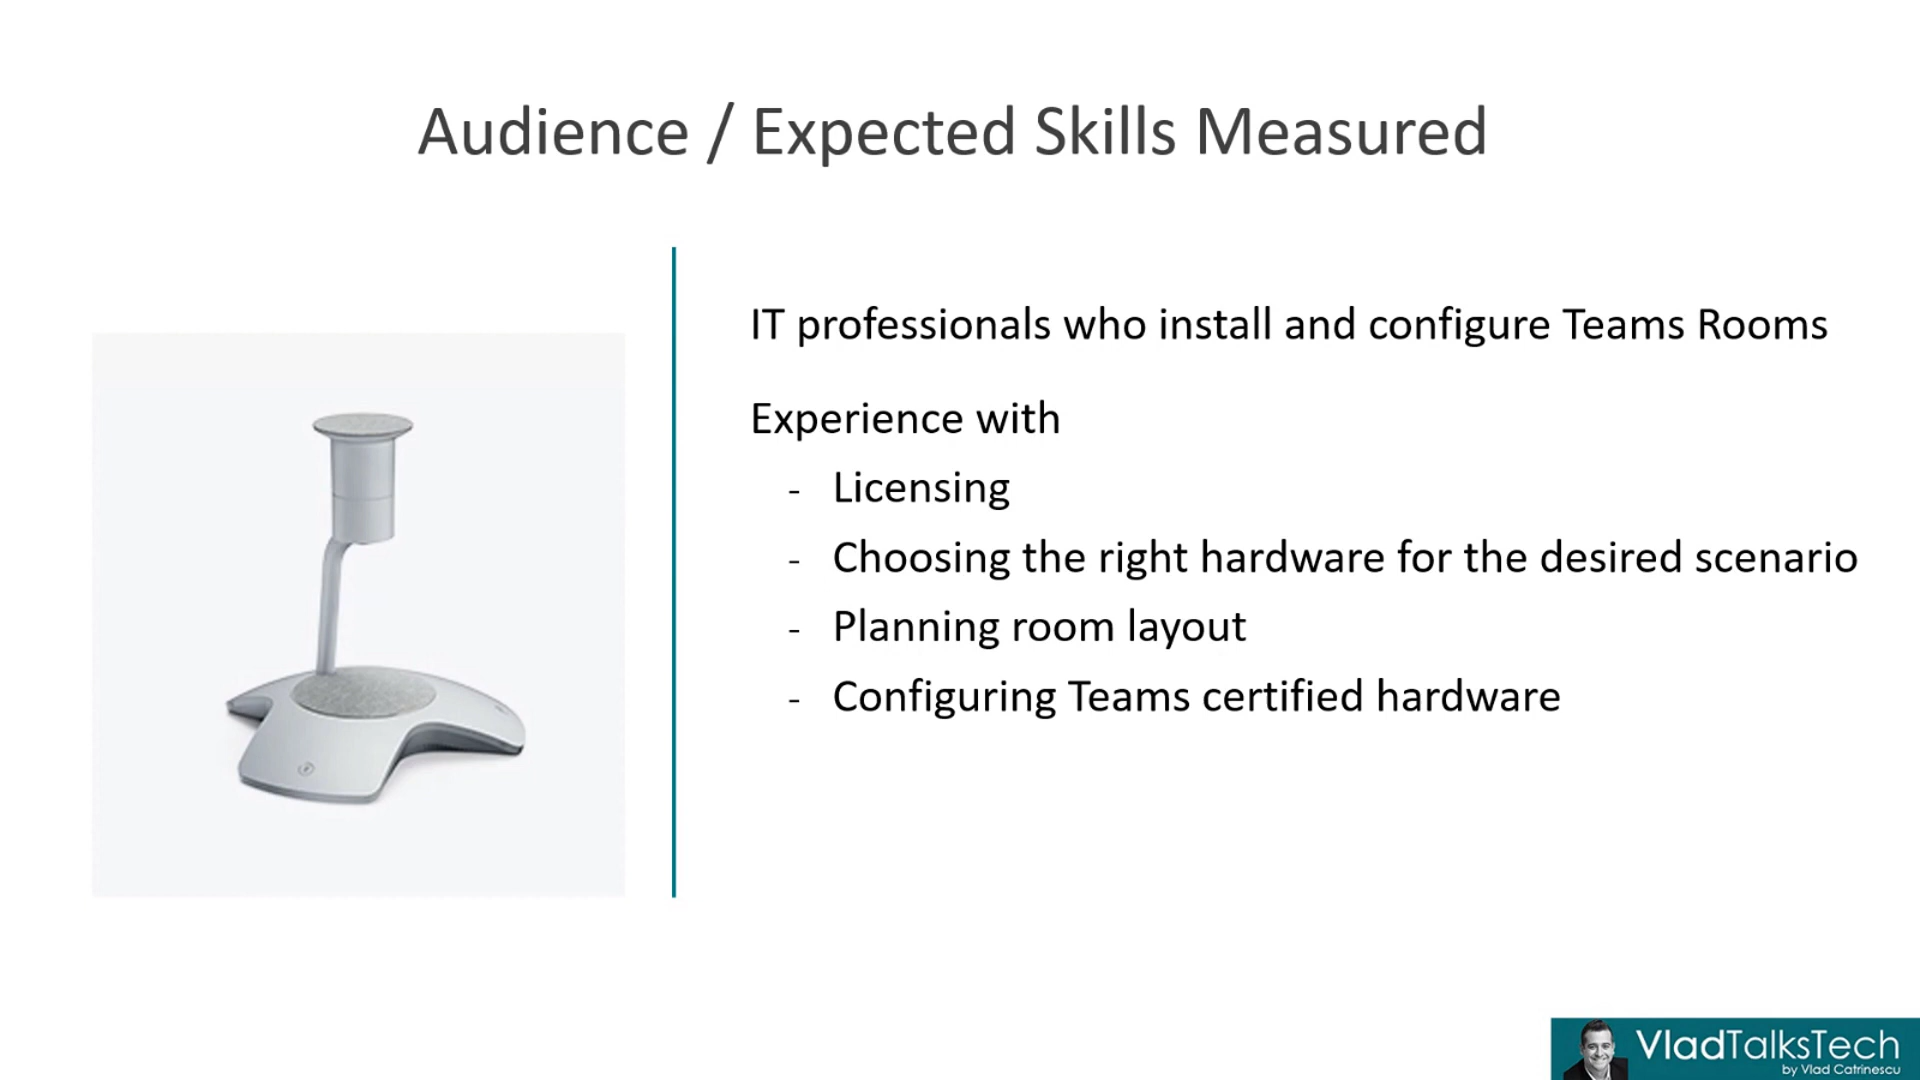 Audience / Expected Skills Measured
IT professionals who install and configure Teams Rooms
Experience with
- Licensing
- Choosing the right hardware for the desired scenario
- Planning room layout
- Configuring Teams certified hardware
VladTalksTech
by Vlad Catrinescu